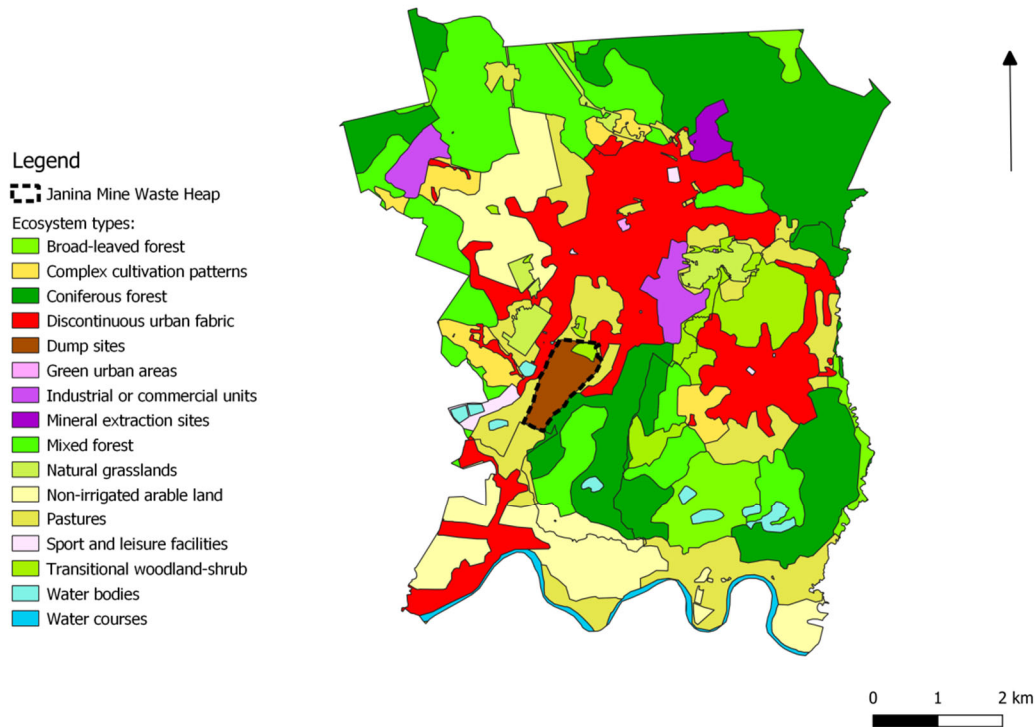 Legend
Janina Mine Waste Heap
Ecosystem types:
Broad-leaved forest
Complex cultivation patterns
Coniferous forest
Discontinuous urban fabric
Dump sites
Green urban areas
Industrial or commercial units
Mineral extraction sites
Mixed forest
Natural grasslands
Non-irrigated arable land
Pastures
Sport and leisure facilities
Transitional woodland-shrub
Water bodies
Water courses
0 1 2 km